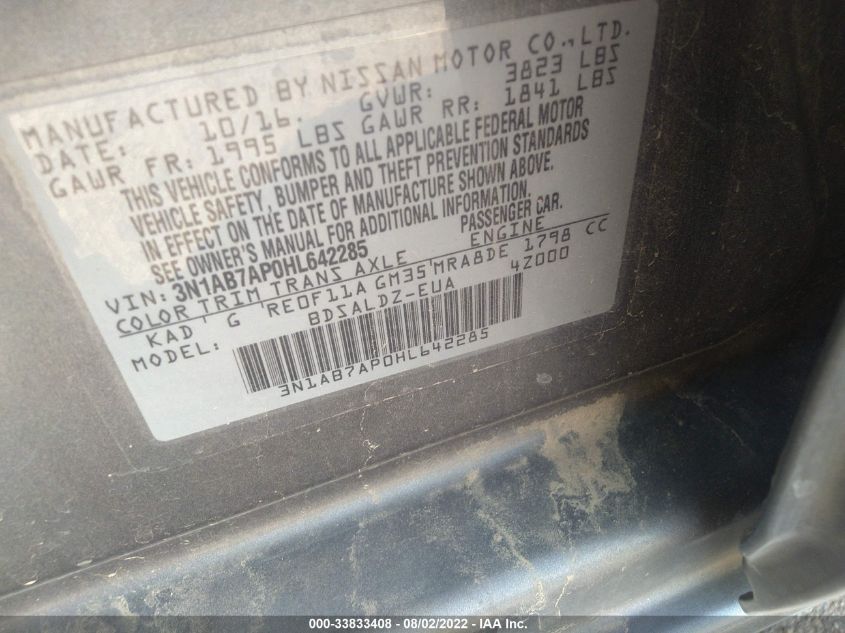 MANUFACTURED BY NISSAN MOTOR CO., LTD.
DATE: 10/16 GVWR: 3823 LBS
GAWR FR: 1995 LBS GAWR RR: 1841 LBS
THIS VEHICLE CONFORMS TO ALL APPLICABLE FEDERAL MOTOR
VEHICLE SAFETY, BUMPER AND THEFT PREVENTION STANDARDS
IN EFFECT ON THE DATE OF MANUFACTURE SHOWN ABOVE.
SEE OWNER'S MANUAL FOR ADDITIONAL INFORMATION.
VIN: 3N1AB7AP0HL642285 PASSENGER CAR.
COLOR TRIM TRANS AXLE ENGINE
KAD G RE0F11A GM35 MRA8DE 1798 CC
MODEL: BDSALDZ-EUA 4Z000
3N1AB7AP0HL642285
000-33833408 - 08/02/2022 - IAA Inc.